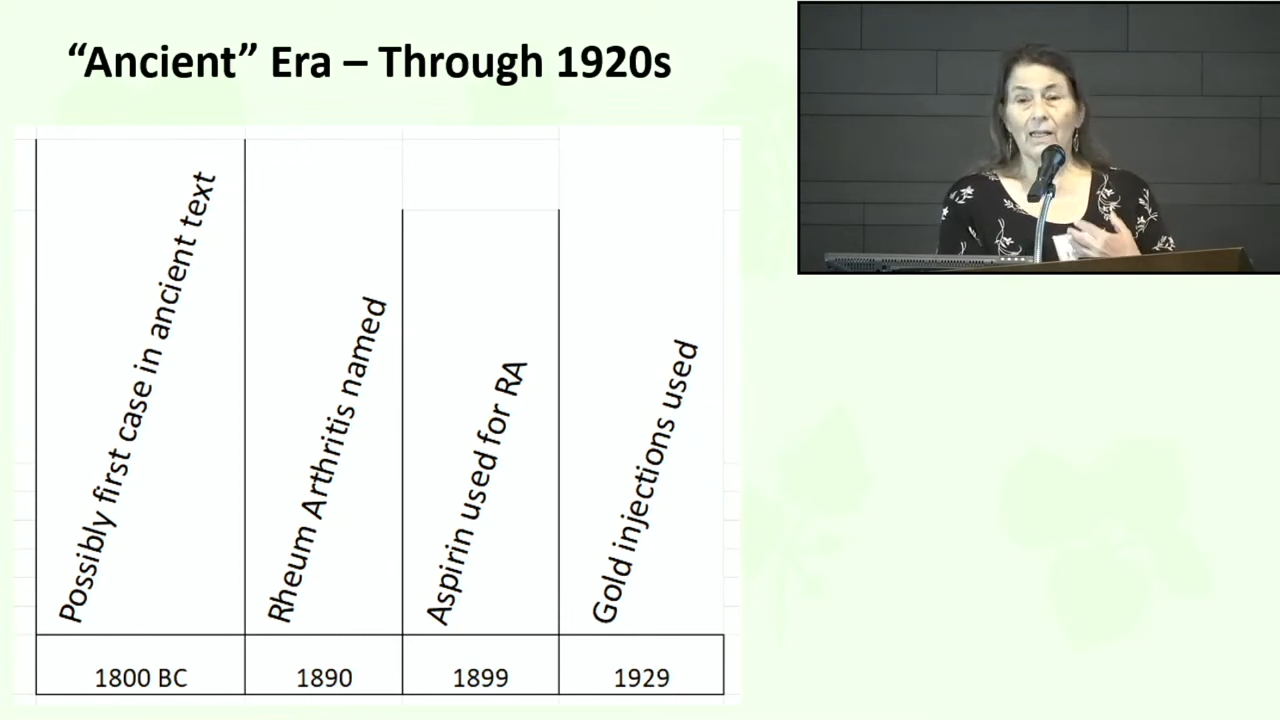 “Ancient” Era – Through 1920s
Possibly first case in ancient text
Rheum Arthritis named
Aspirin used for RA
Gold injections used
1800 BC
1890
1899
1929